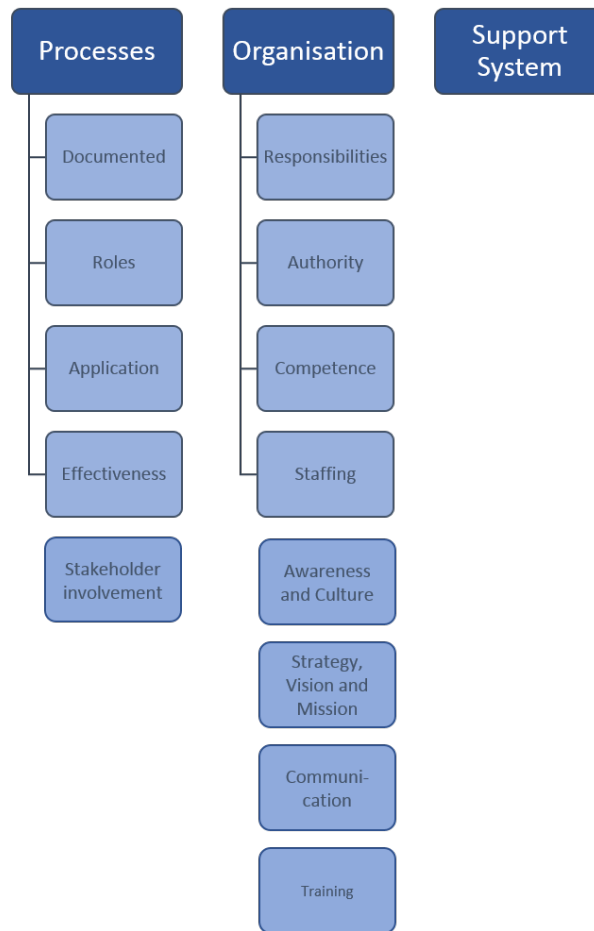 Processes
Documented
Roles
Application
Effectiveness
Stakeholder
involvement
Organisation
Responsibilities
Authority
Competence
Staffing
Awareness
and Culture
Strategy,
Vision and
Mission
Communi-
cation
Training
Support
System